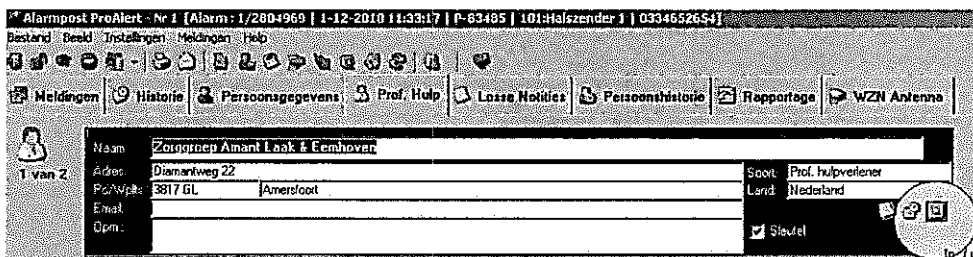 Alarmpost ProAlert - Nr 1 [Alarm: 1/2804969 | 1-12-2010 11:33:17 | P-63485 | 101:Halszender 1 | 0334652654]
Bestand Beeld Instellingen Meldingen Help
Meldingen Historie Persoonsgegevens Prof. Hulp Losse Notities Persoonshistorie Rapportage WZN Antenna
Naam: Zorggroep Amant Laak & Eemhoven
1 van 2
Adres: Diamantweg 22 Soort: Prof. hulpverlener
Pc/Wplts: 3817 GL Amersfoort Land: Nederland
Email:
Opm.: Sleutel